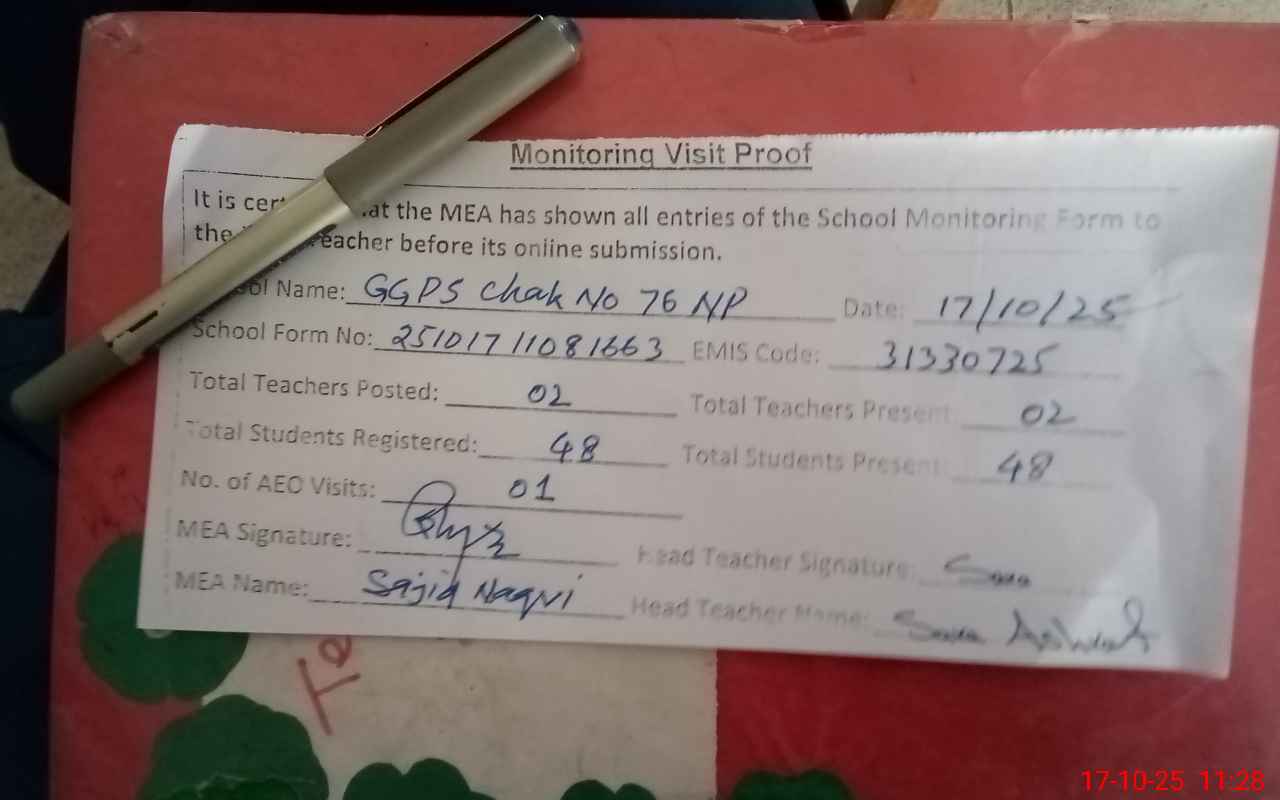 Monitoring Visit Proof
It is cer at the MEA has shown all entries of the School Monitoring Form to
the eacher before its online submission.
ol Name: GGPS Chak No 76 NP Date: 17/10/25
School Form No: 251017 11081663 EMIS Code: 31330725
Total Teachers Posted: 02 Total Teachers Present: 02
Total Students Registered: 48 Total Students Present: 48
No. of AEO Visits: 01
MEA Signature: Head Teacher Signature:
MEA Name: Sajid Naqvi Head Teacher Name:
Te
17-10-25 11:28